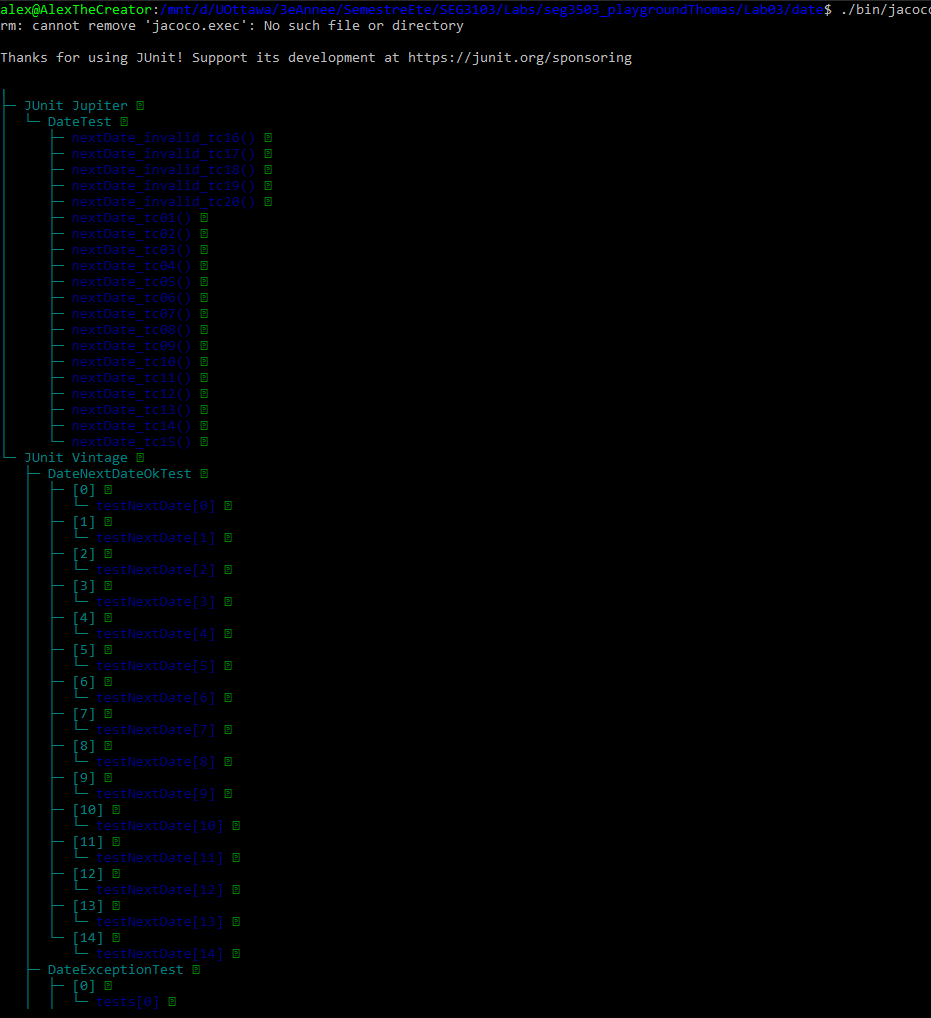 alex@AlexTheCreator:/mnt/d/UOttawa/3eAnnee/SemestreEte/SEG3103/Labs/seg3503_playgroundThomas/Lab03/date$ ./bin/jacoco
rm: cannot remove 'jacoco.exec': No such file or directory
Thanks for using JUnit! Support its development at https://junit.org/sponsoring
JUnit Jupiter
DateTest
nextDate_invalid_tc16()
nextDate_invalid_tc17()
nextDate_invalid_tc18()
nextDate_invalid_tc19()
nextDate_invalid_tc20()
nextDate_tc01()
nextDate_tc02()
nextDate_tc03()
nextDate_tc04()
nextDate_tc05()
nextDate_tc06()
nextDate_tc07()
nextDate_tc08()
nextDate_tc09()
nextDate_tc10()
nextDate_tc11()
nextDate_tc12()
nextDate_tc13()
nextDate_tc14()
nextDate_tc15()
JUnit Vintage
DateNextDateOkTest
[0]
testNextDate[0]
[1]
testNextDate[1]
[2]
testNextDate[2]
[3]
testNextDate[3]
[4]
testNextDate[4]
[5]
testNextDate[5]
[6]
testNextDate[6]
[7]
testNextDate[7]
[8]
testNextDate[8]
[9]
testNextDate[9]
[10]
testNextDate[10]
[11]
testNextDate[11]
[12]
testNextDate[12]
[13]
testNextDate[13]
[14]
testNextDate[14]
DateExceptionTest
[0]
tests[0]